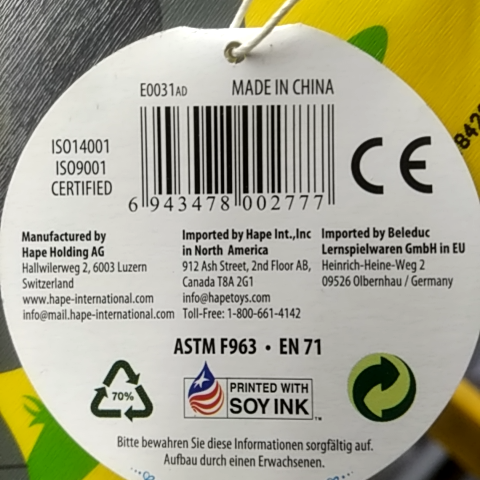 E0031AD MADE IN CHINA
ISO14001
ISO9001
CERTIFIED
CE
6 943478 002777
Manufactured by
Hape Holding AG
Hallwilerweg 2, 6003 Luzern
Switzerland
www.hape-international.com
info@mail.hape-international.com
Imported by Hape Int.,Inc
in North America
912 Ash Street, 2nd Floor AB,
Canada T8A 2G1
info@hapetoys.com
Toll-Free: 1-800-661-4142
Imported by Beleduc
Lernspielwaren GmbH in EU
Heinrich-Heine-Weg 2
09526 Olbernhau / Germany
ASTM F963 • EN 71
70%
PRINTED WITH
SOY INK™
Bitte bewahren Sie diese Informationen sorgfältig auf.
Aufbau durch einen Erwachsenen.